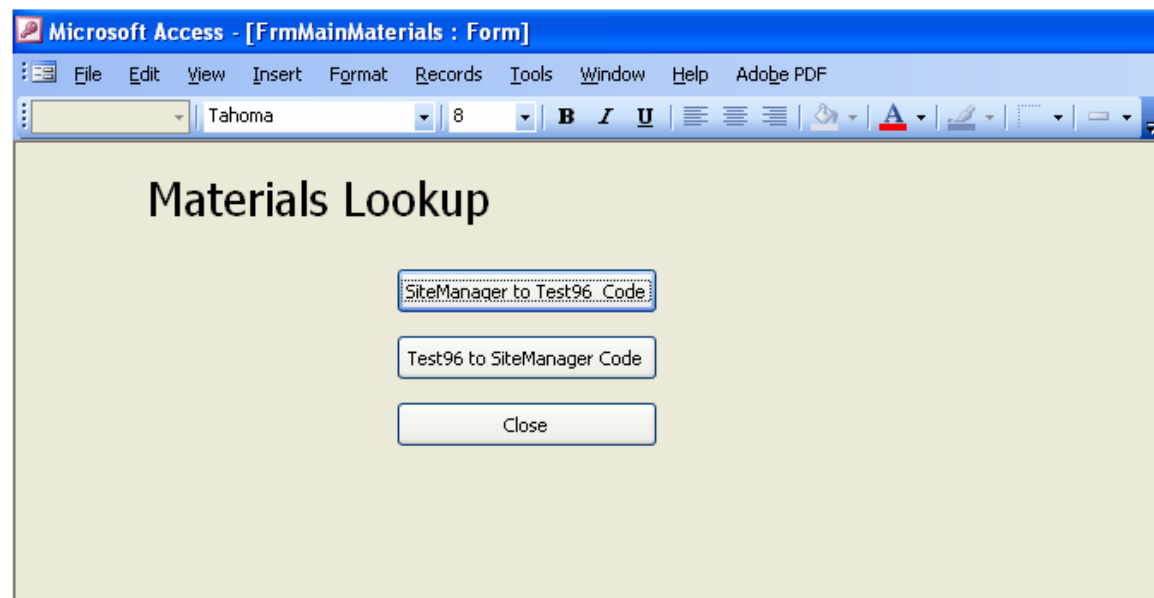 Microsoft Access - [FrmMainMaterials : Form]
File Edit View Insert Format Records Tools Window Help Adobe PDF
Tahoma 8 B I U A
Materials Lookup
SiteManager to Test96 Code
Test96 to SiteManager Code
Close